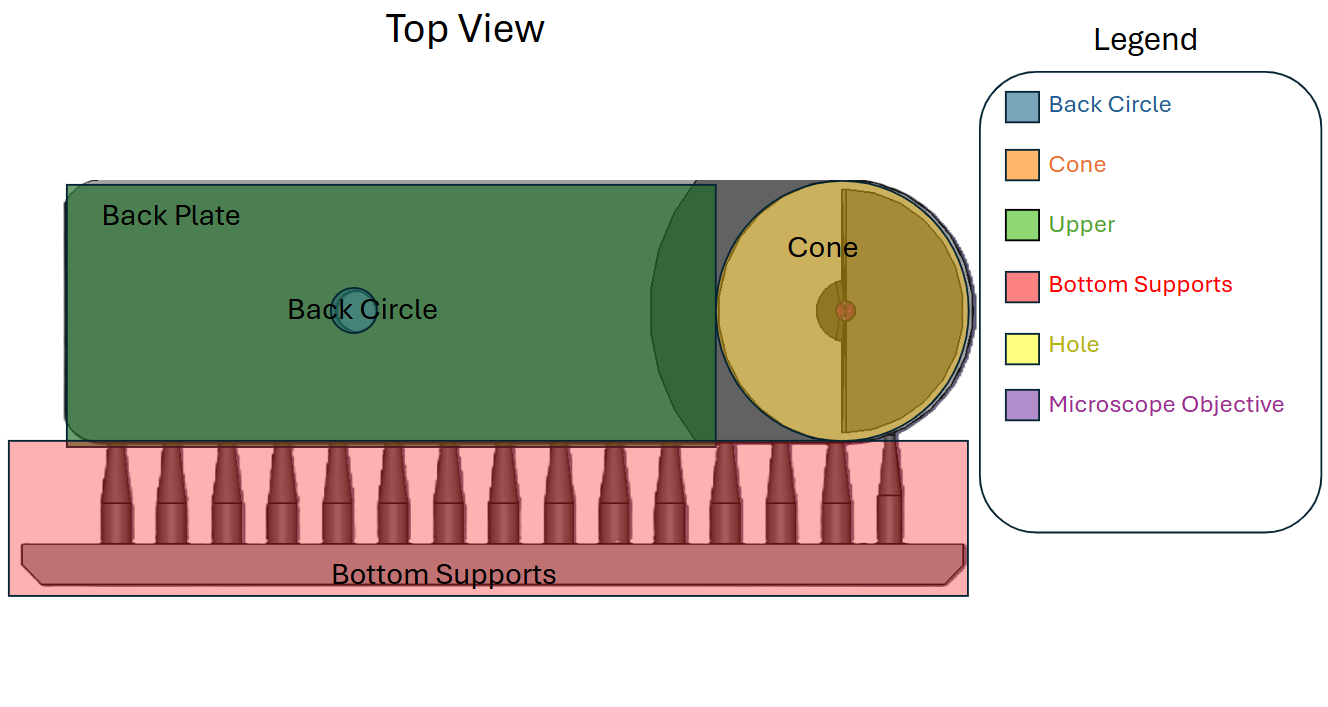 Top View
Legend
Back Circle
Cone
Upper
Bottom Supports
Hole
Microscope Objective
Back Plate
Cone
Back Circle
Bottom Supports